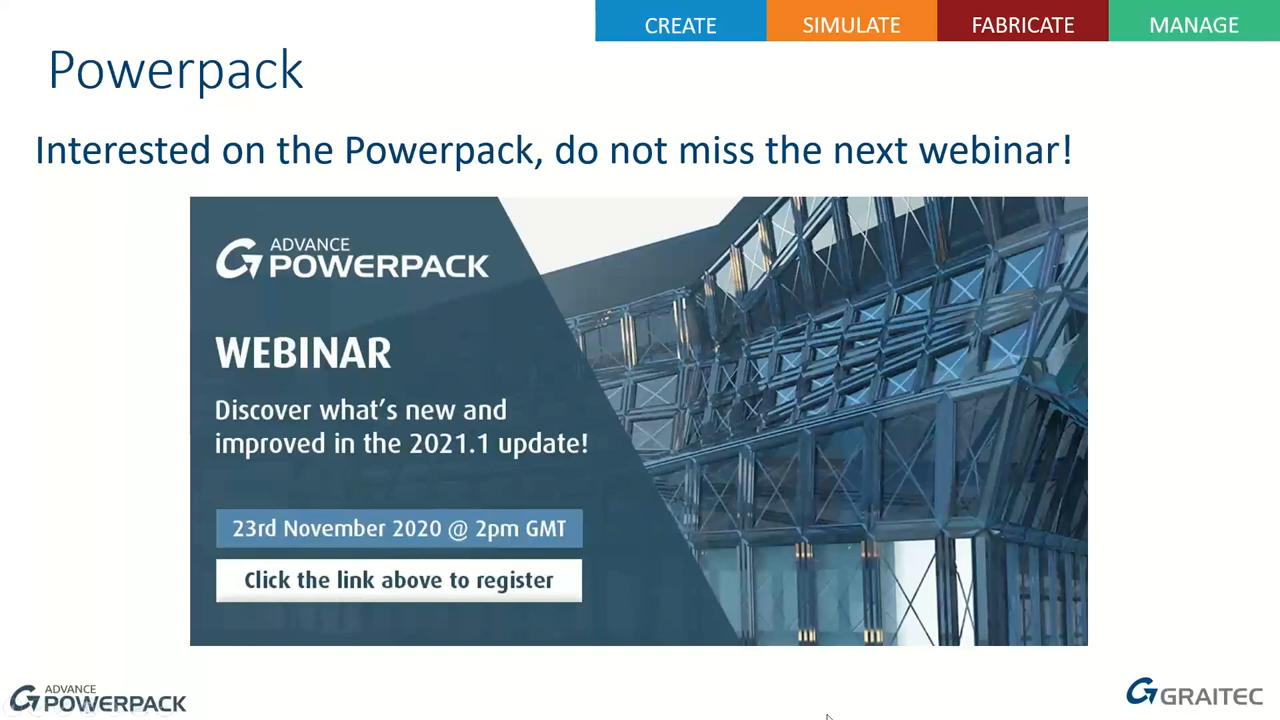 CREATE
SIMULATE
FABRICATE
MANAGE
Powerpack
Interested on the Powerpack, do not miss the next webinar!
ADVANCE
POWERPACK
WEBINAR
Discover what's new and
improved in the 2021.1 update!
23rd November 2020 @ 2pm GMT
Click the link above to register
ADVANCE
POWERPACK
GRAITEC